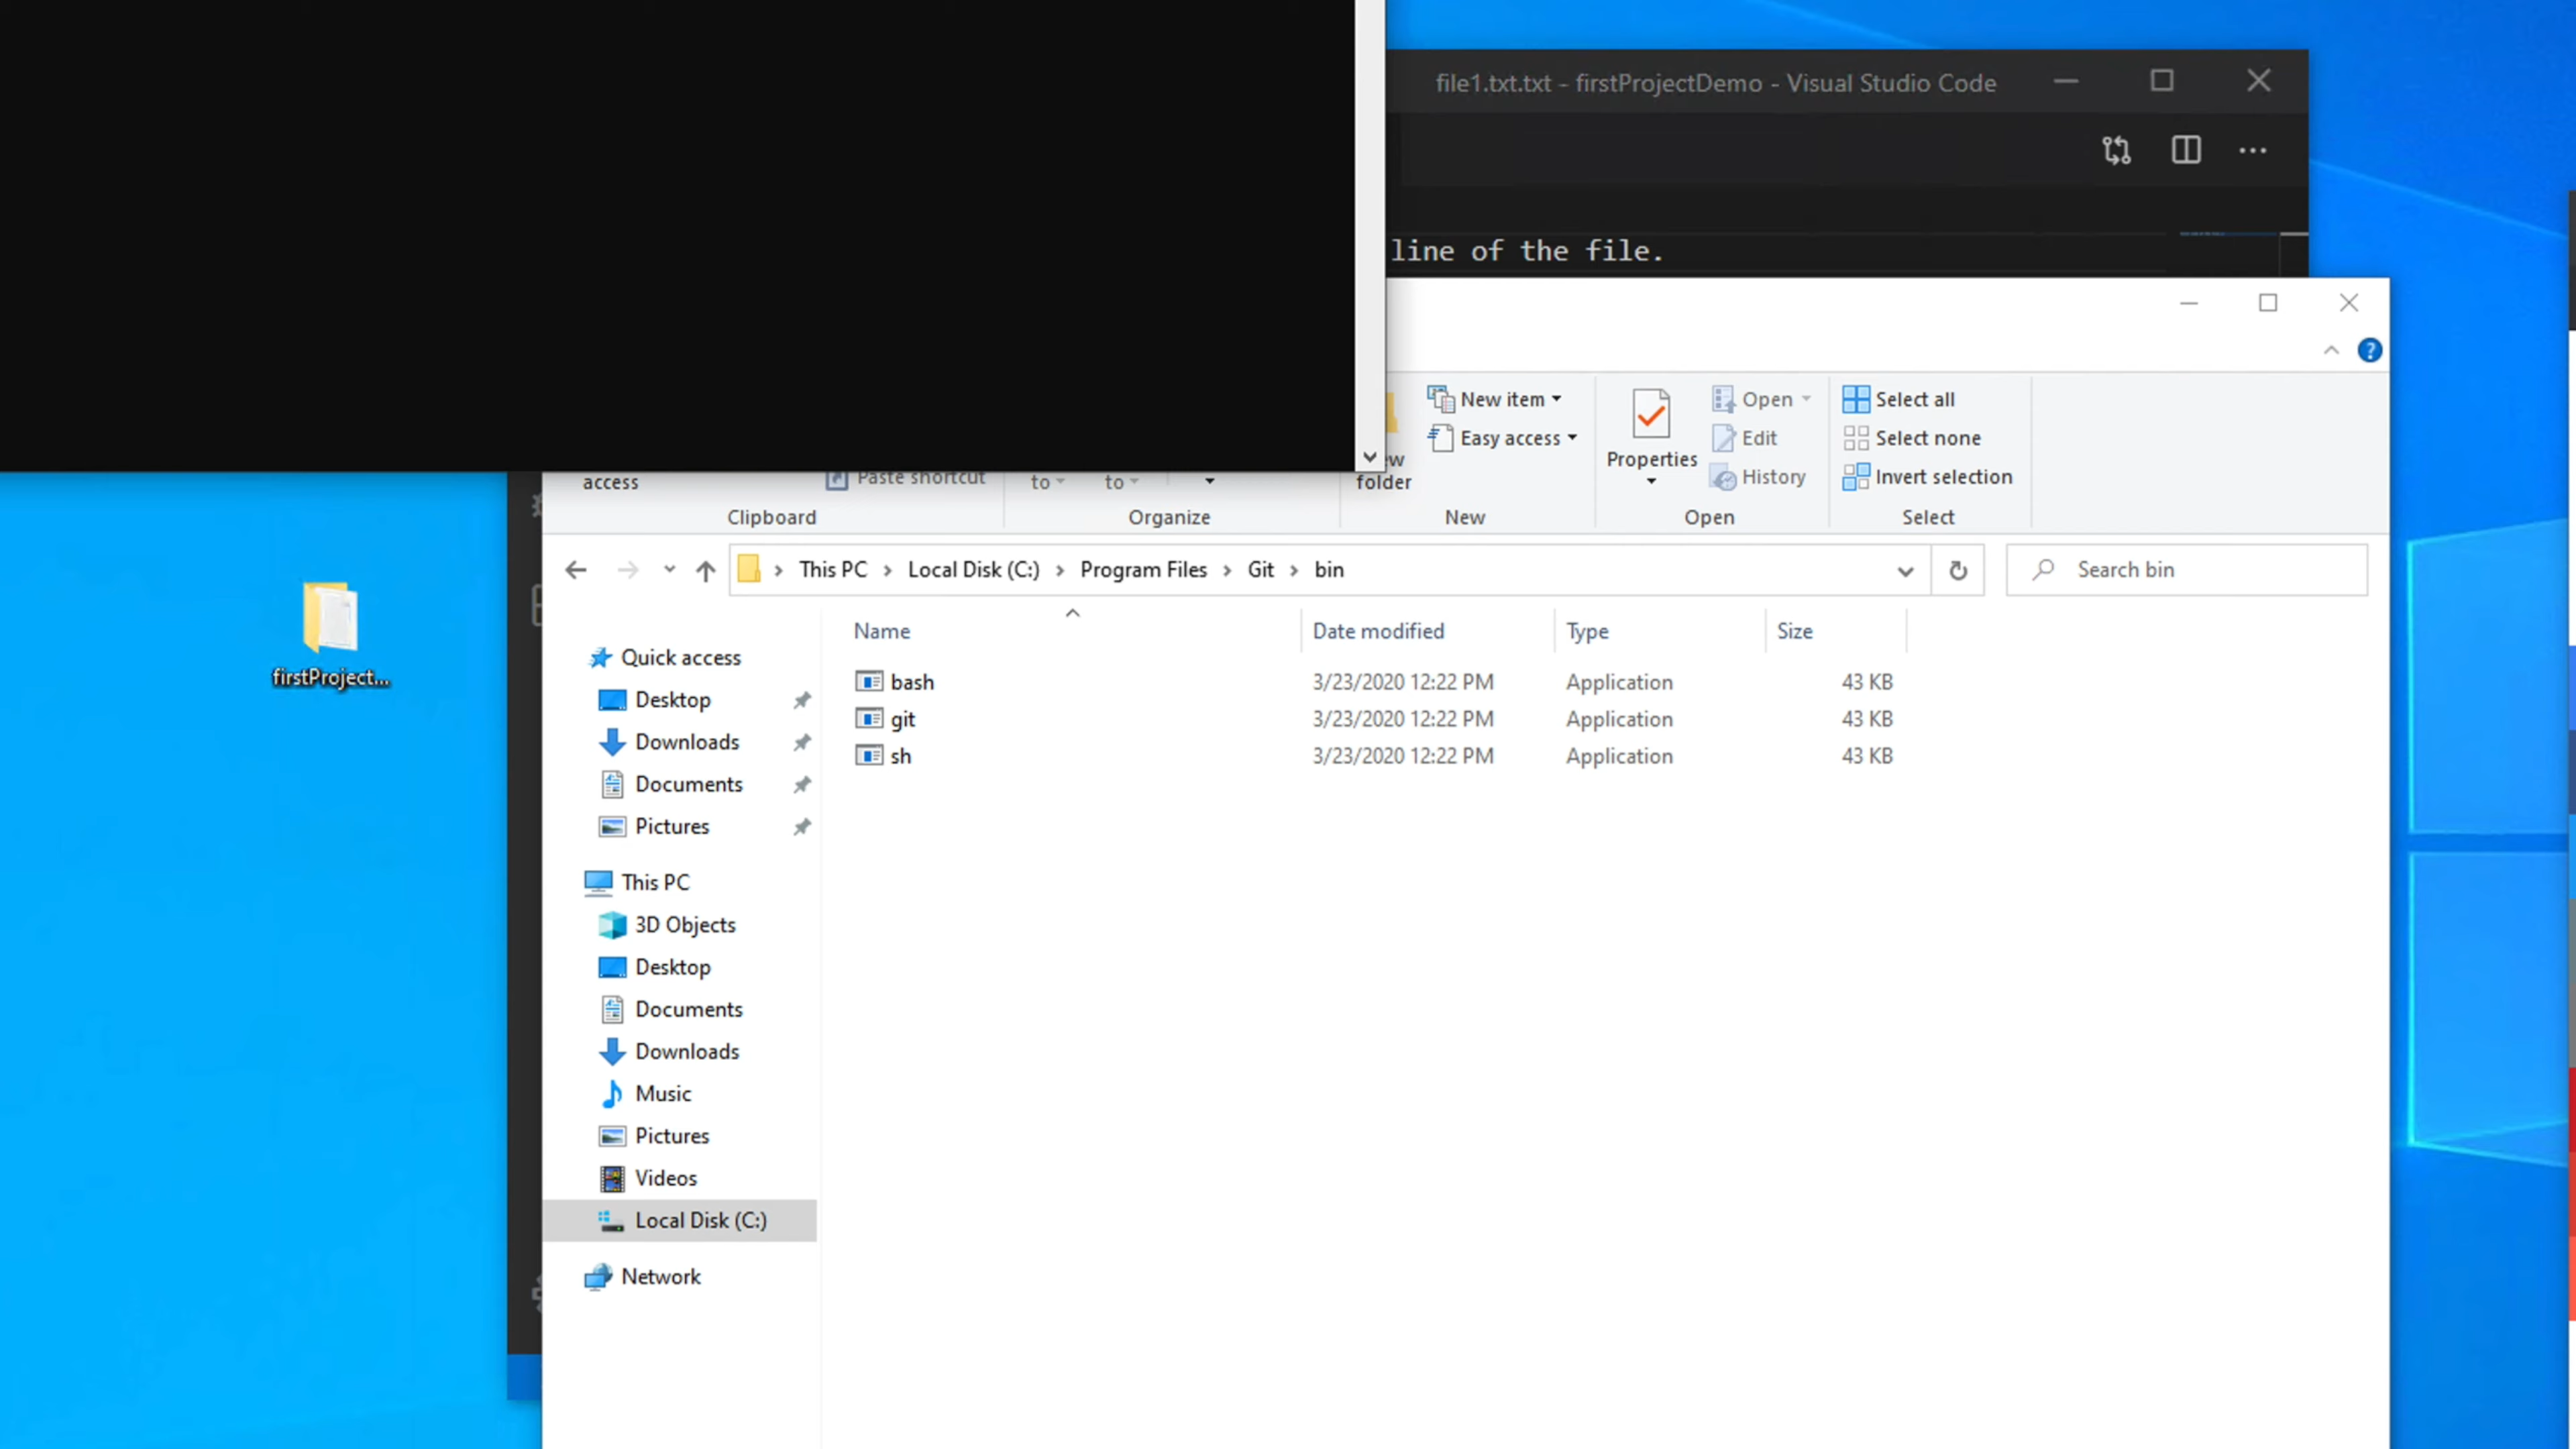 file1.txt.txt - firstProjectDemo - Visual Studio Code
line of the file.
New item
Easy access
folder
Properties
Open
Edit
History
Select all
Select none
Invert selection
access
Paste shortcut
to
to
Clipboard
Organize
New
Open
Select
This PC > Local Disk (C:) > Program Files > Git > bin
Search bin
Name Date modified Type Size
bash 3/23/2020 12:22 PM Application 43 KB
git 3/23/2020 12:22 PM Application 43 KB
sh 3/23/2020 12:22 PM Application 43 KB
Quick access
Desktop
Downloads
Documents
Pictures
This PC
3D Objects
Desktop
Documents
Downloads
Music
Pictures
Videos
Local Disk (C:)
Network
firstProject...